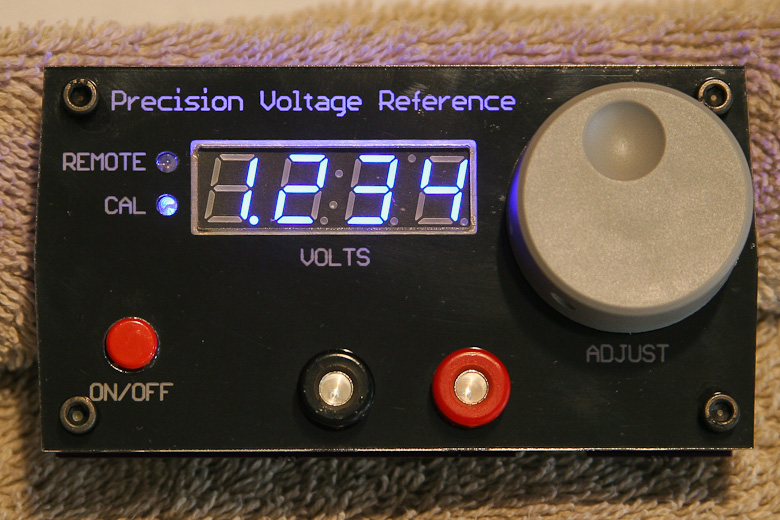 Precision Voltage Reference
REMOTE
CAL
1.234
VOLTS
ADJUST
ON/OFF